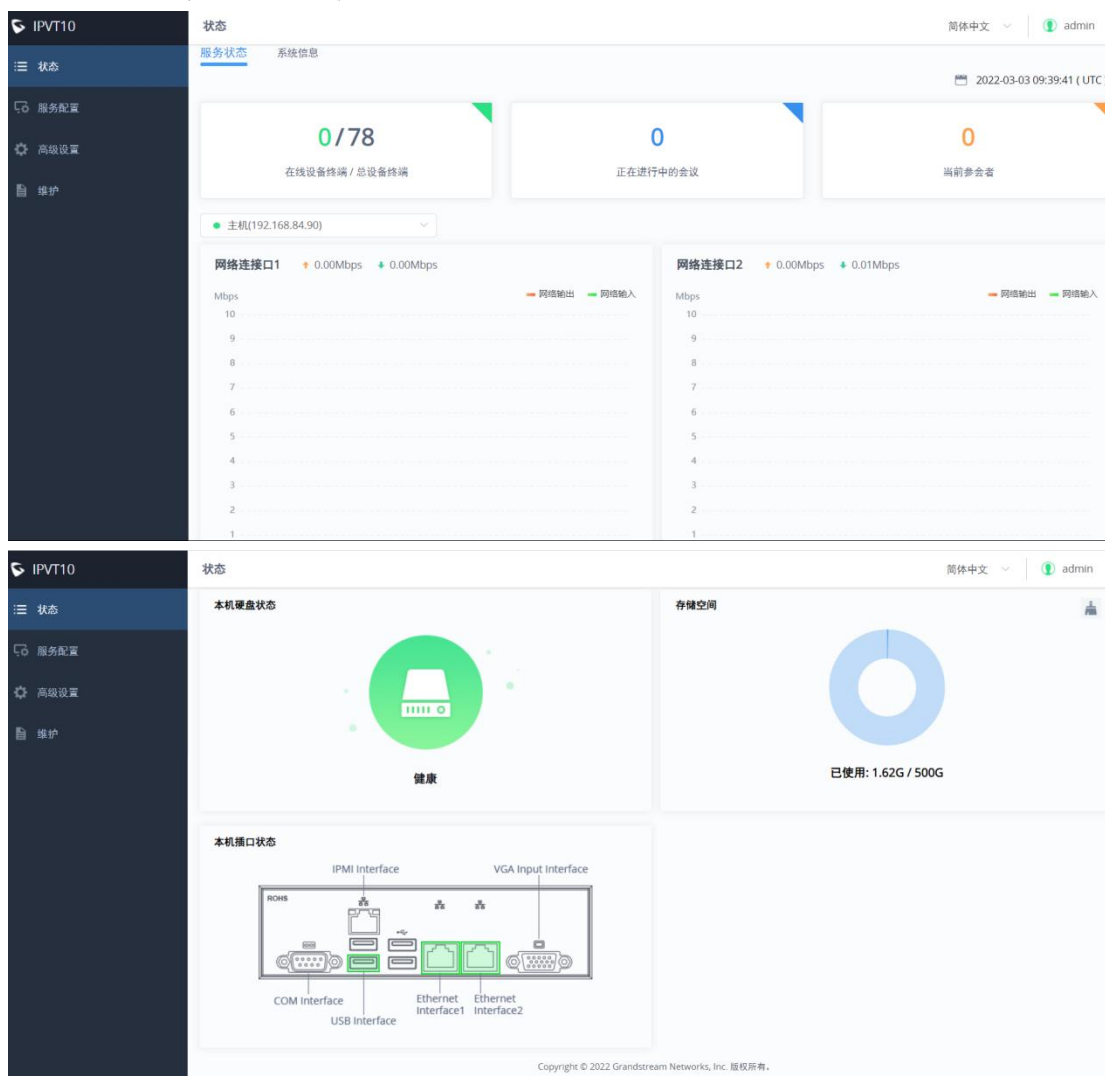 IPVT10
状态
简体中文
admin
状态
服务配置
高级设置
维护
服务状态 系统信息
2022-03-03 09:39:41 ( UTC
0/78
在线设备终端 / 总设备终端
0
正在进行中的会议
0
当前参会者
主机(192.168.84.90)
网络连接口1 0.00Mbps 0.00Mbps
Mbps
网络输出 网络输入
10
9
8
7
6
5
4
3
2
1
网络连接口2 0.00Mbps 0.01Mbps
Mbps
网络输出 网络输入
10
9
8
7
6
5
4
3
2
1
IPVT10
状态
简体中文
admin
状态
服务配置
高级设置
维护
本机硬盘状态
健康
存储空间
已使用: 1.62G / 500G
本机插口状态
IPMI Interface
VGA Input Interface
ROHS
COM Interface
USB Interface
Ethernet
Interface1
Ethernet
Interface2
Copyright © 2022 Grandstream Networks, Inc. 版权所有。